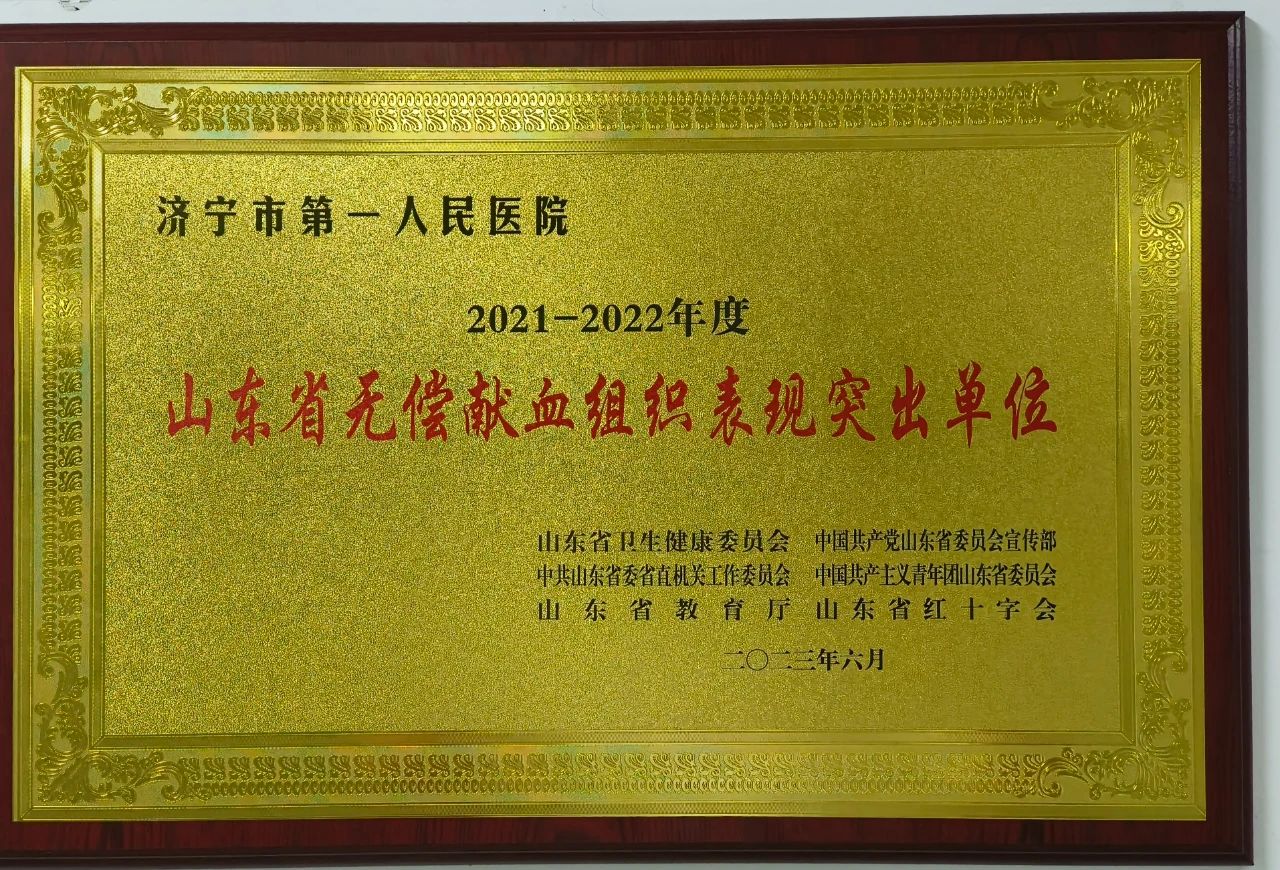 济宁市第一人民医院
2021-2022年度
山东省无偿献血组织表现突出单位
山东省卫生健康委员会 中国共产党山东省委员会宣传部
中共山东省委省直机关工作委员会 中国共产主义青年团山东省委员会
山东省教育厅 山东省红十字会
二〇二三年六月